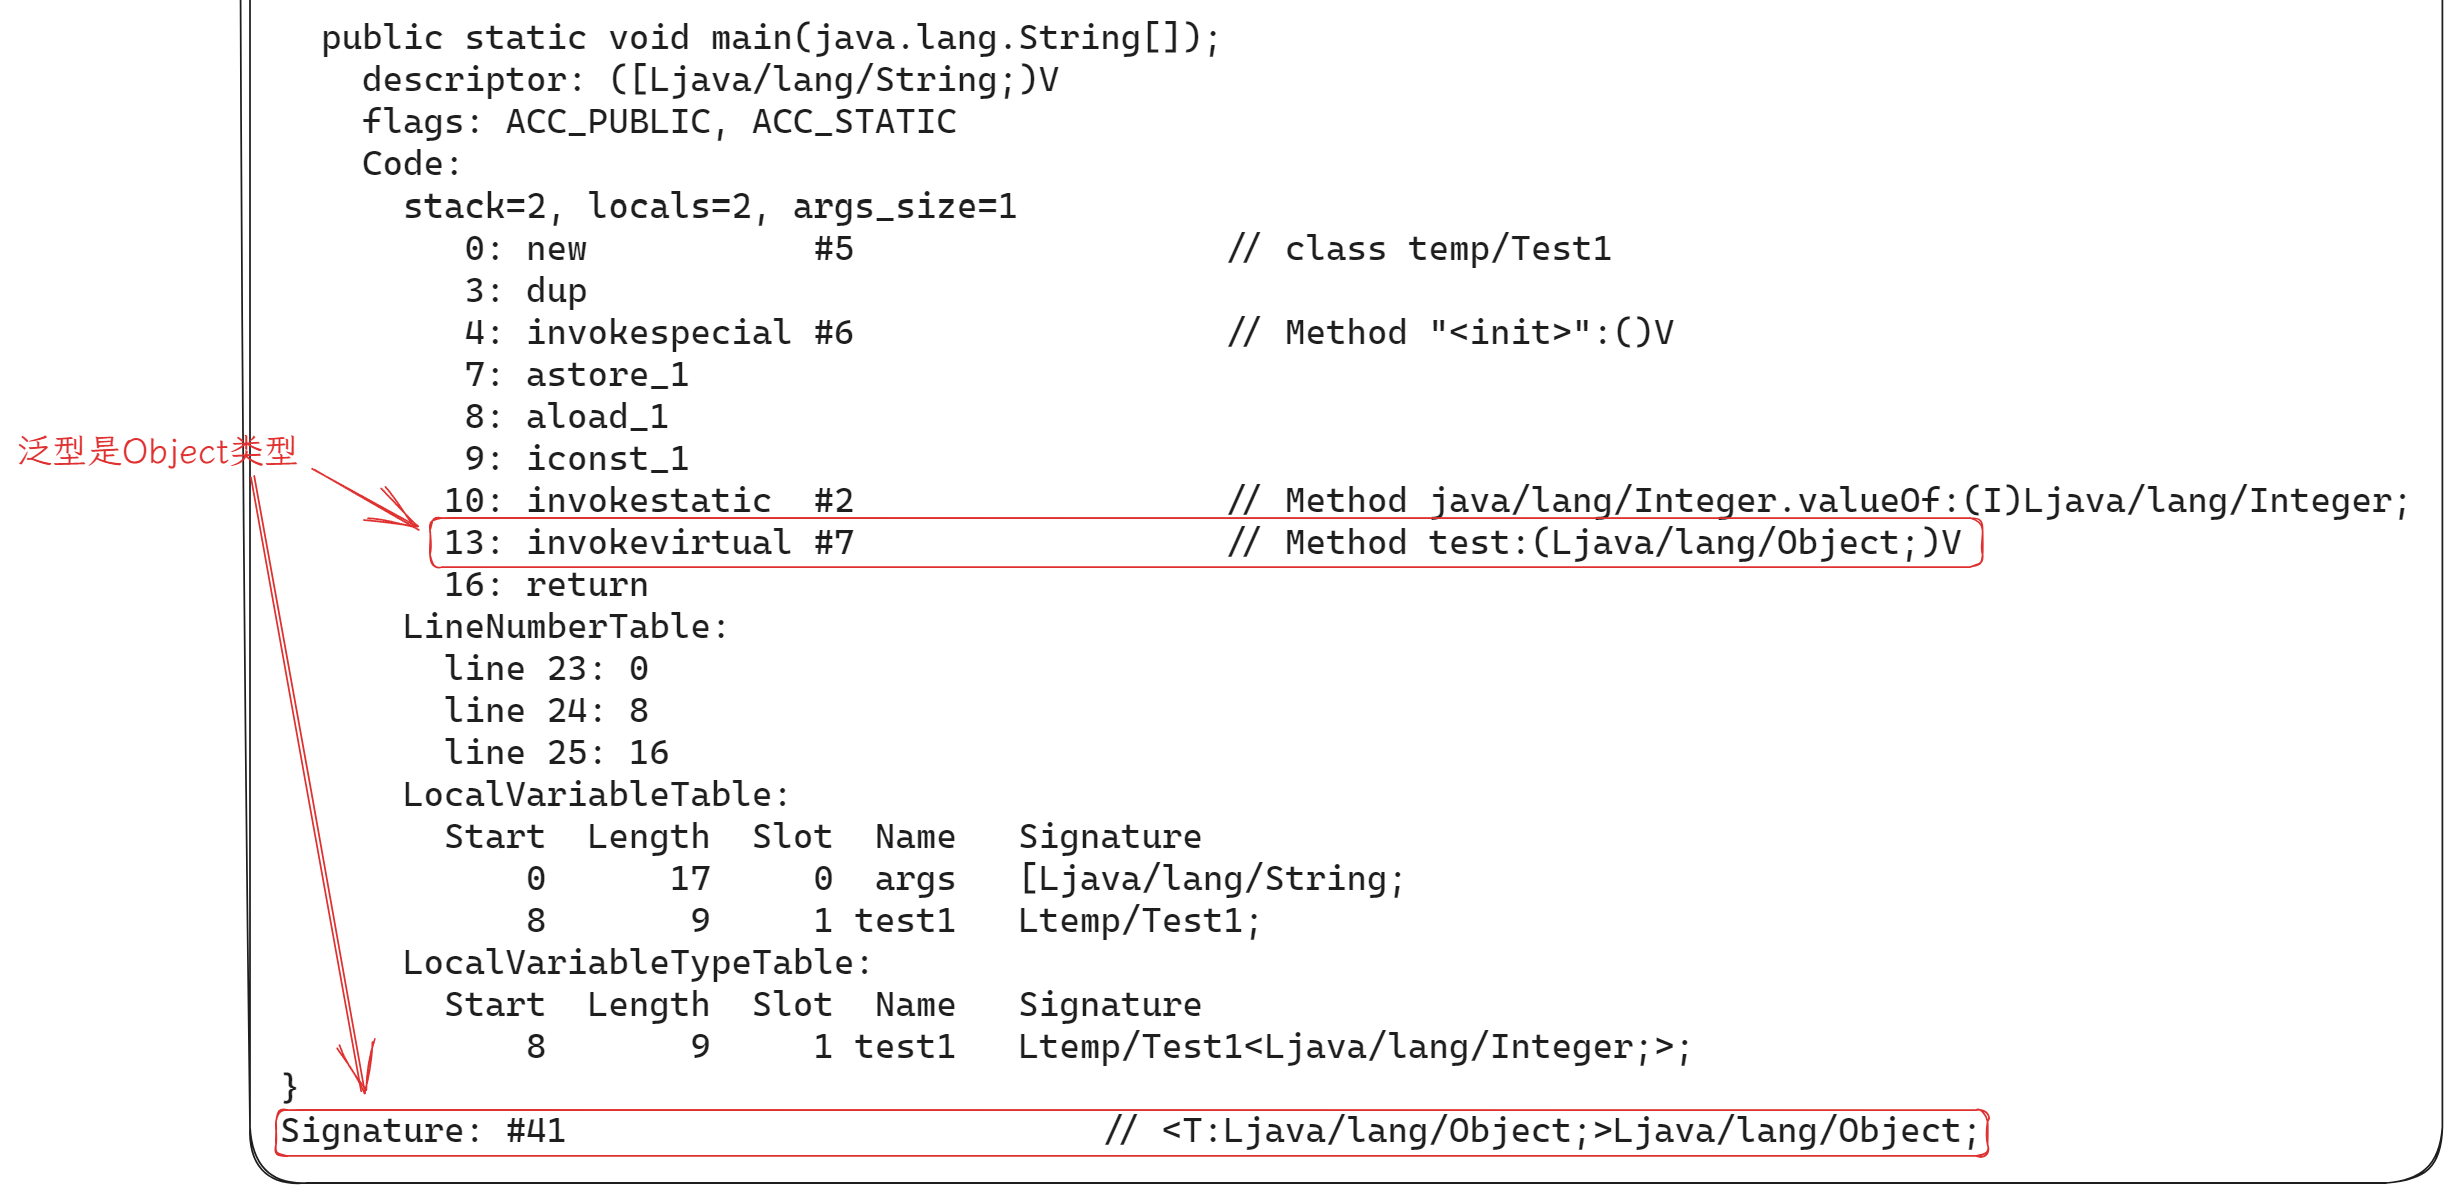 public static void main(java.lang.String[]);
descriptor: ([Ljava/lang/String;)V
flags: ACC_PUBLIC, ACC_STATIC
Code:
stack=2, locals=2, args_size=1
0: new #5 // class temp/Test1
3: dup
4: invokespecial #6 // Method "<init>":()V
7: astore_1
8: aload_1
泛型是Object类型
9: iconst_1
10: invokestatic #2 // Method java/lang/Integer.valueOf:(I)Ljava/lang/Integer;
13: invokevirtual #7 // Method test:(Ljava/lang/Object;)V
16: return
LineNumberTable:
line 23: 0
line 24: 8
line 25: 16
LocalVariableTable:
Start Length Slot Name Signature
0 17 0 args [Ljava/lang/String;
8 9 1 test1 Ltemp/Test1;
LocalVariableTypeTable:
Start Length Slot Name Signature
8 9 1 test1 Ltemp/Test1<Ljava/lang/Integer;>;
}
Signature: #41 // <T:Ljava/lang/Object;>Ljava/lang/Object;